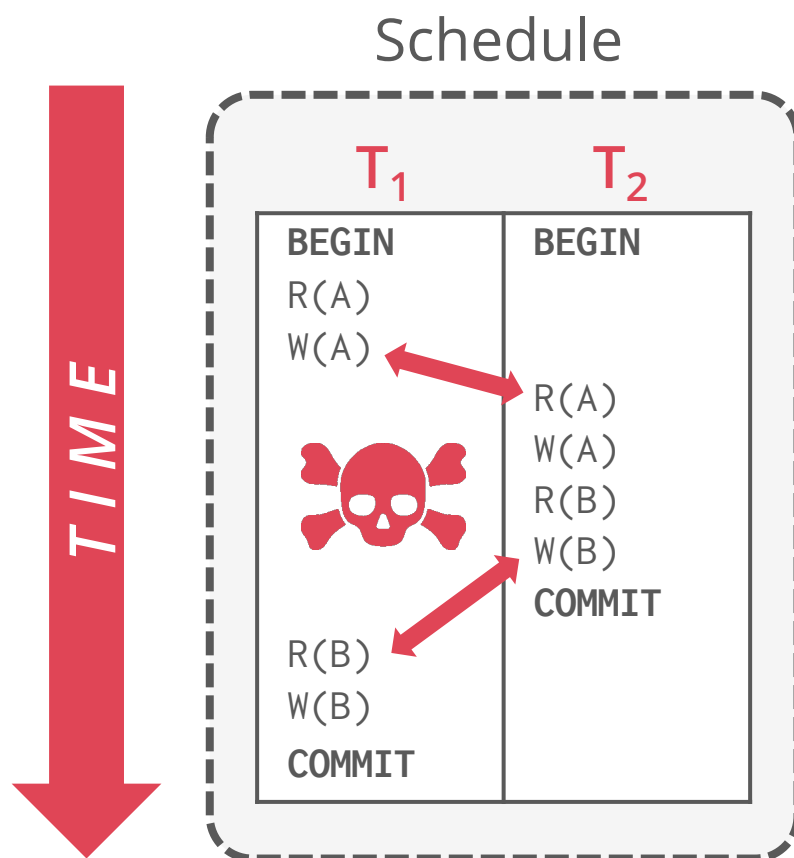 Schedule
TIME
T₁ T₂
BEGIN BEGIN
R(A)
W(A)
R(A)
W(A)
R(B)
W(B)
COMMIT
R(B)
W(B)
COMMIT